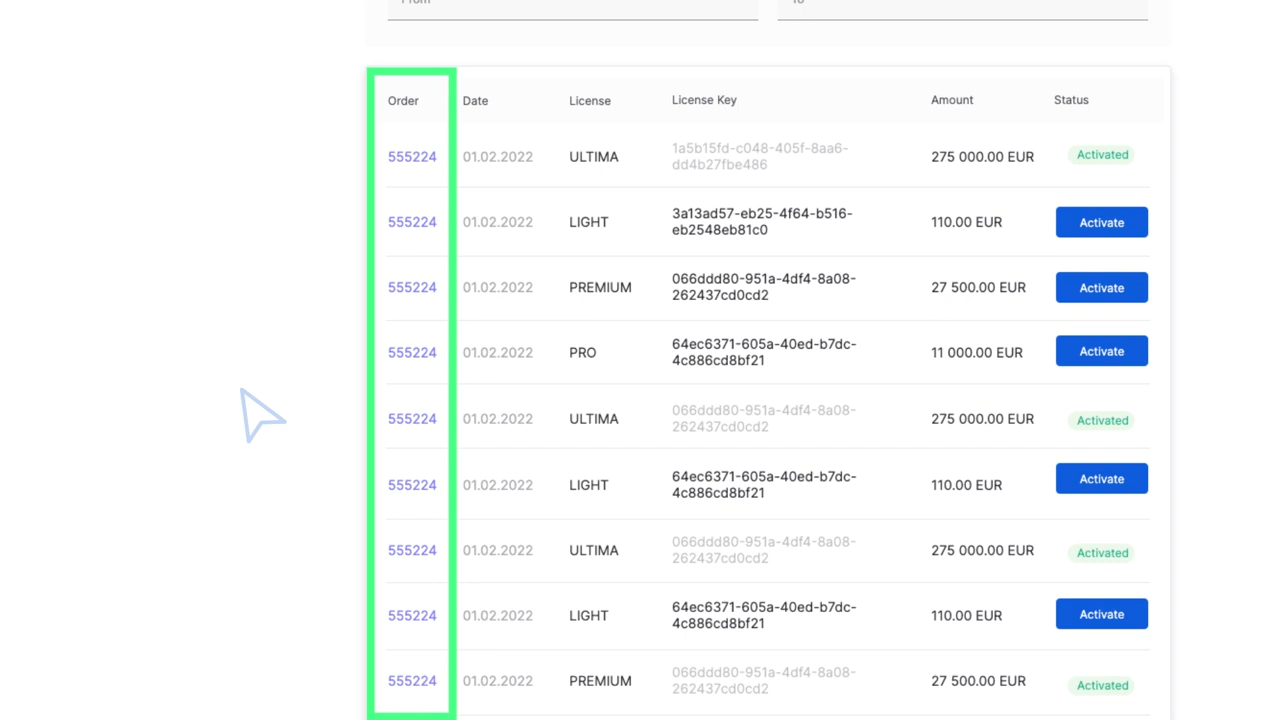 From To
Order Date License License Key Amount Status
555224 01.02.2022 ULTIMA 1a5b15fd-c048-405f-8aa6- 275 000.00 EUR Activated
dd4b27fbe486
555224 01.02.2022 LIGHT 3a13ad57-eb25-4f64-b516- 110.00 EUR Activate
eb2548eb81c0
555224 01.02.2022 PREMIUM 066ddd80-951a-4df4-8a08- 27 500.00 EUR Activate
262437cd0cd2
555224 01.02.2022 PRO 64ec6371-605a-40ed-b7dc- 11 000.00 EUR Activate
4c886cd8bf21
555224 01.02.2022 ULTIMA 066ddd80-951a-4df4-8a08- 275 000.00 EUR Activated
262437cd0cd2
555224 01.02.2022 LIGHT 64ec6371-605a-40ed-b7dc- 110.00 EUR Activate
4c886cd8bf21
555224 01.02.2022 ULTIMA 066ddd80-951a-4df4-8a08- 275 000.00 EUR Activated
262437cd0cd2
555224 01.02.2022 LIGHT 64ec6371-605a-40ed-b7dc- 110.00 EUR Activate
4c886cd8bf21
555224 01.02.2022 PREMIUM 066ddd80-951a-4df4-8a08- 27 500.00 EUR Activated
262437cd0cd2